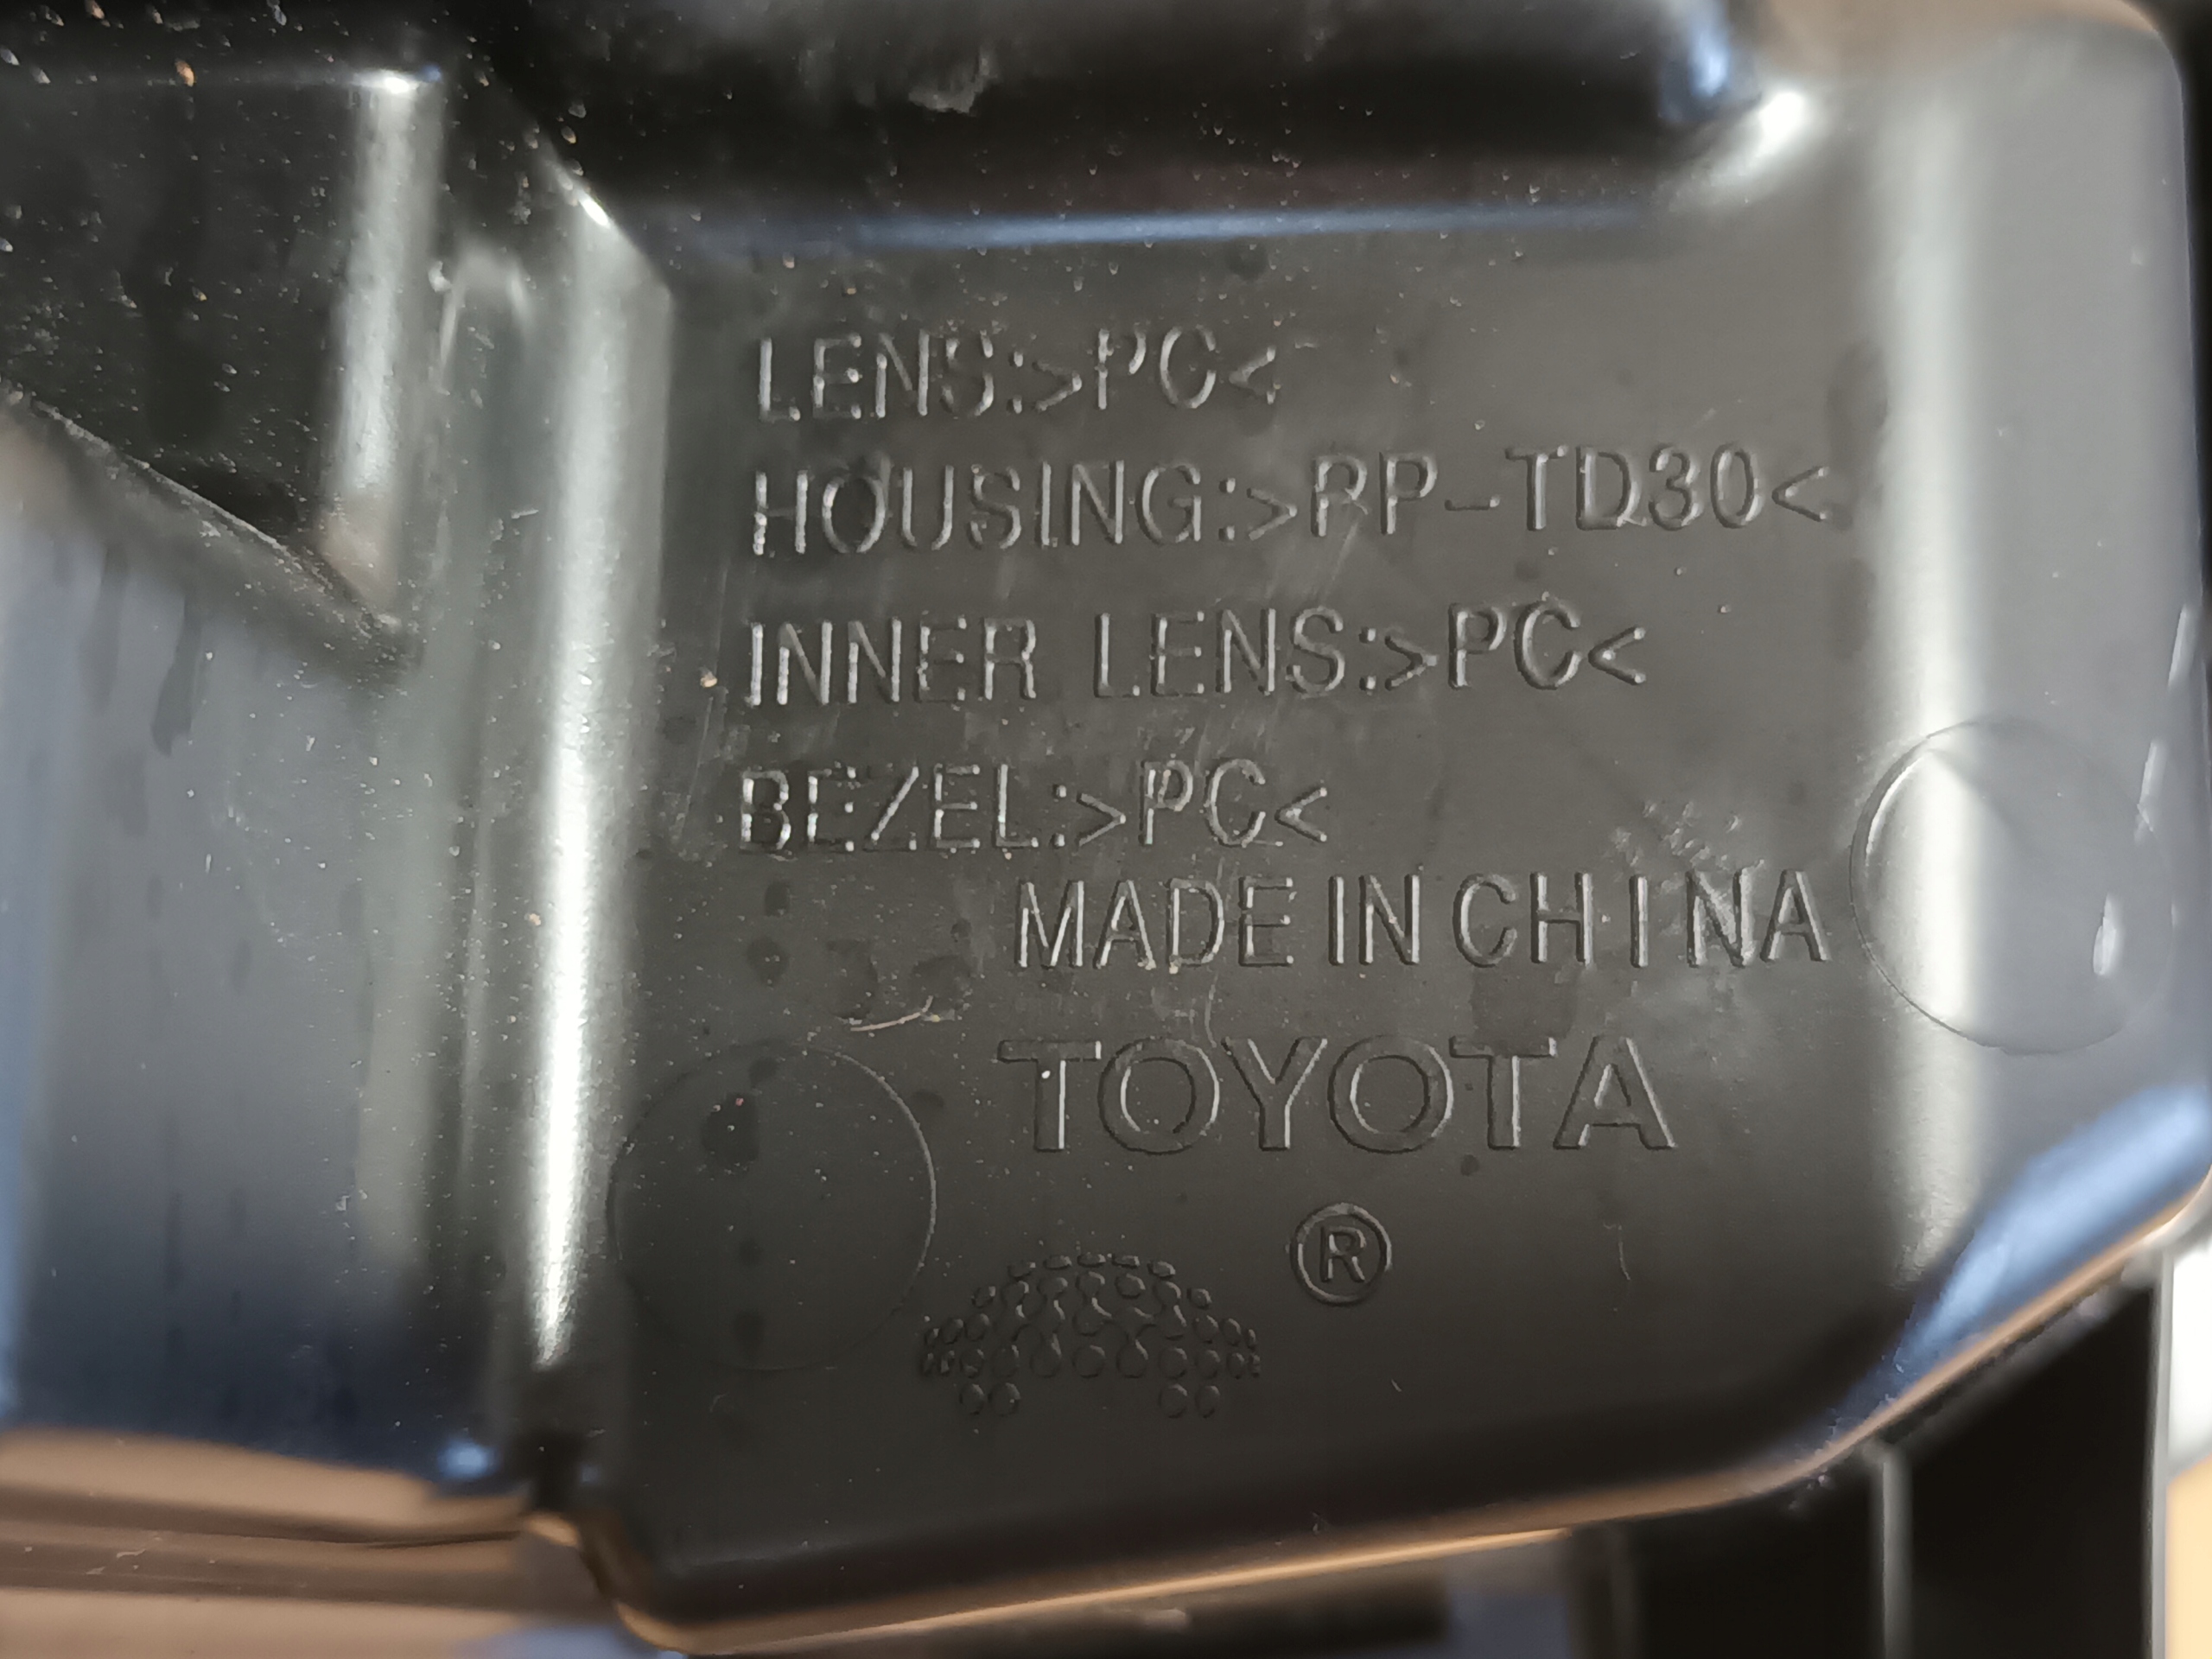 LENS:>PC<
HOUSING:>PP-TD30<
INNER LENS:>PC<
BEZEL:>PC<
MADE IN CHINA
TOYOTA
®